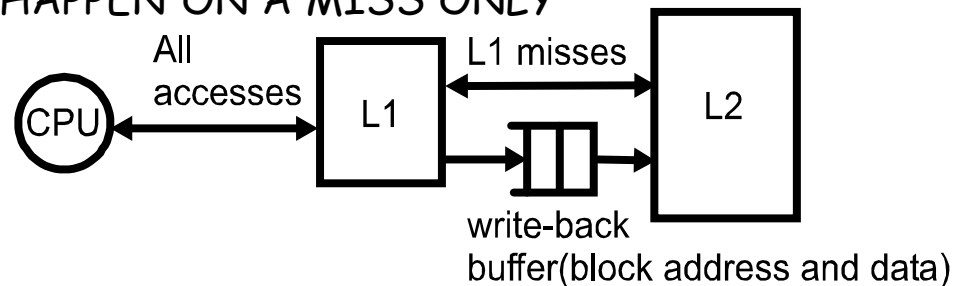 HAPPEN ON A MISS ONLY
All
accesses
L1 misses
CPU
L1
L2
write-back
buffer(block address and data)